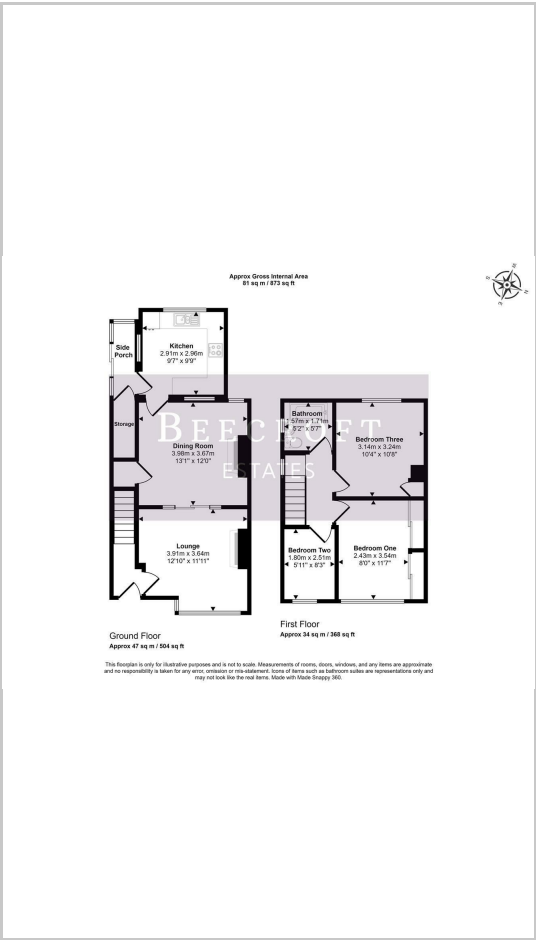 Approx Gross Internal Area
81 sq m / 873 sq ft
Side
Porch
Kitchen
2.91m x 2.96m
9'7" x 9'9"
Storage
BEECROFT
ESTATES
Dining Room
3.98m x 3.67m
13'1" x 12'0"
Lounge
3.91m x 3.64m
12'10" x 11'11"
Bathroom
1.57m x 1.71m
5'2" x 5'7"
Bedroom Three
3.14m x 3.24m
10'4" x 10'8"
Bedroom Two
1.80m x 2.51m
5'11" x 8'3"
Bedroom One
2.43m x 3.54m
8'0" x 11'7"
Ground Floor
Approx 47 sq m / 504 sq ft
First Floor
Approx 34 sq m / 368 sq ft
This floorplan is only for illustrative purposes and is not to scale. Measurements of rooms, doors, windows, and any items are approximate
and no responsibility is taken for any error, omission or mis-statement. Icons of items such as bathroom suites are representations only and
may not look like the real items. Made with Made Snappy 360.